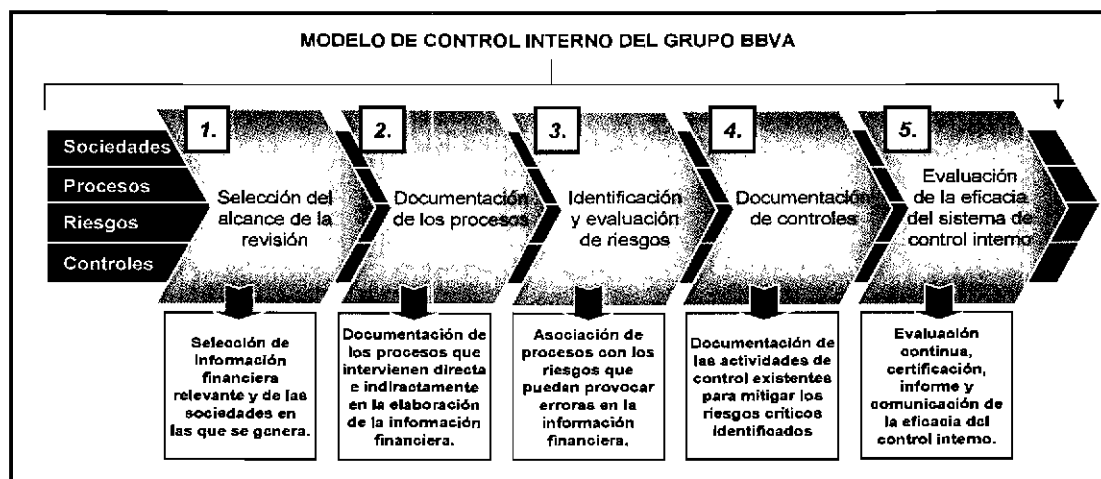 MODELO DE CONTROL INTERNO DEL GRUPO BBVA
Sociedades
Procesos
Riesgos
Controles
1.
Selección del
alcance de la
revisión
2.
Documentación
de los procesos
3.
Identificación
y evaluación
de riesgos
4.
Documentación
de controles
5.
Evaluación
de la eficacia
del sistema de
control interno
Selección de
información
financiera
relevante y de las
sociedades en
las que se genera.
Documentación de
los procesos que
intervienen directa
e indirectamente
en la elaboración
de la información
financiera.
Asociación de
procesos con los
riesgos que
puedan provocar
errores en la
información
financiera.
Documentación de
las actividades de
control existentes
para mitigar los
riesgos críticos
identificados
Evaluación
continua,
certificación,
informe y
comunicación de
la eficacia del
control interno.